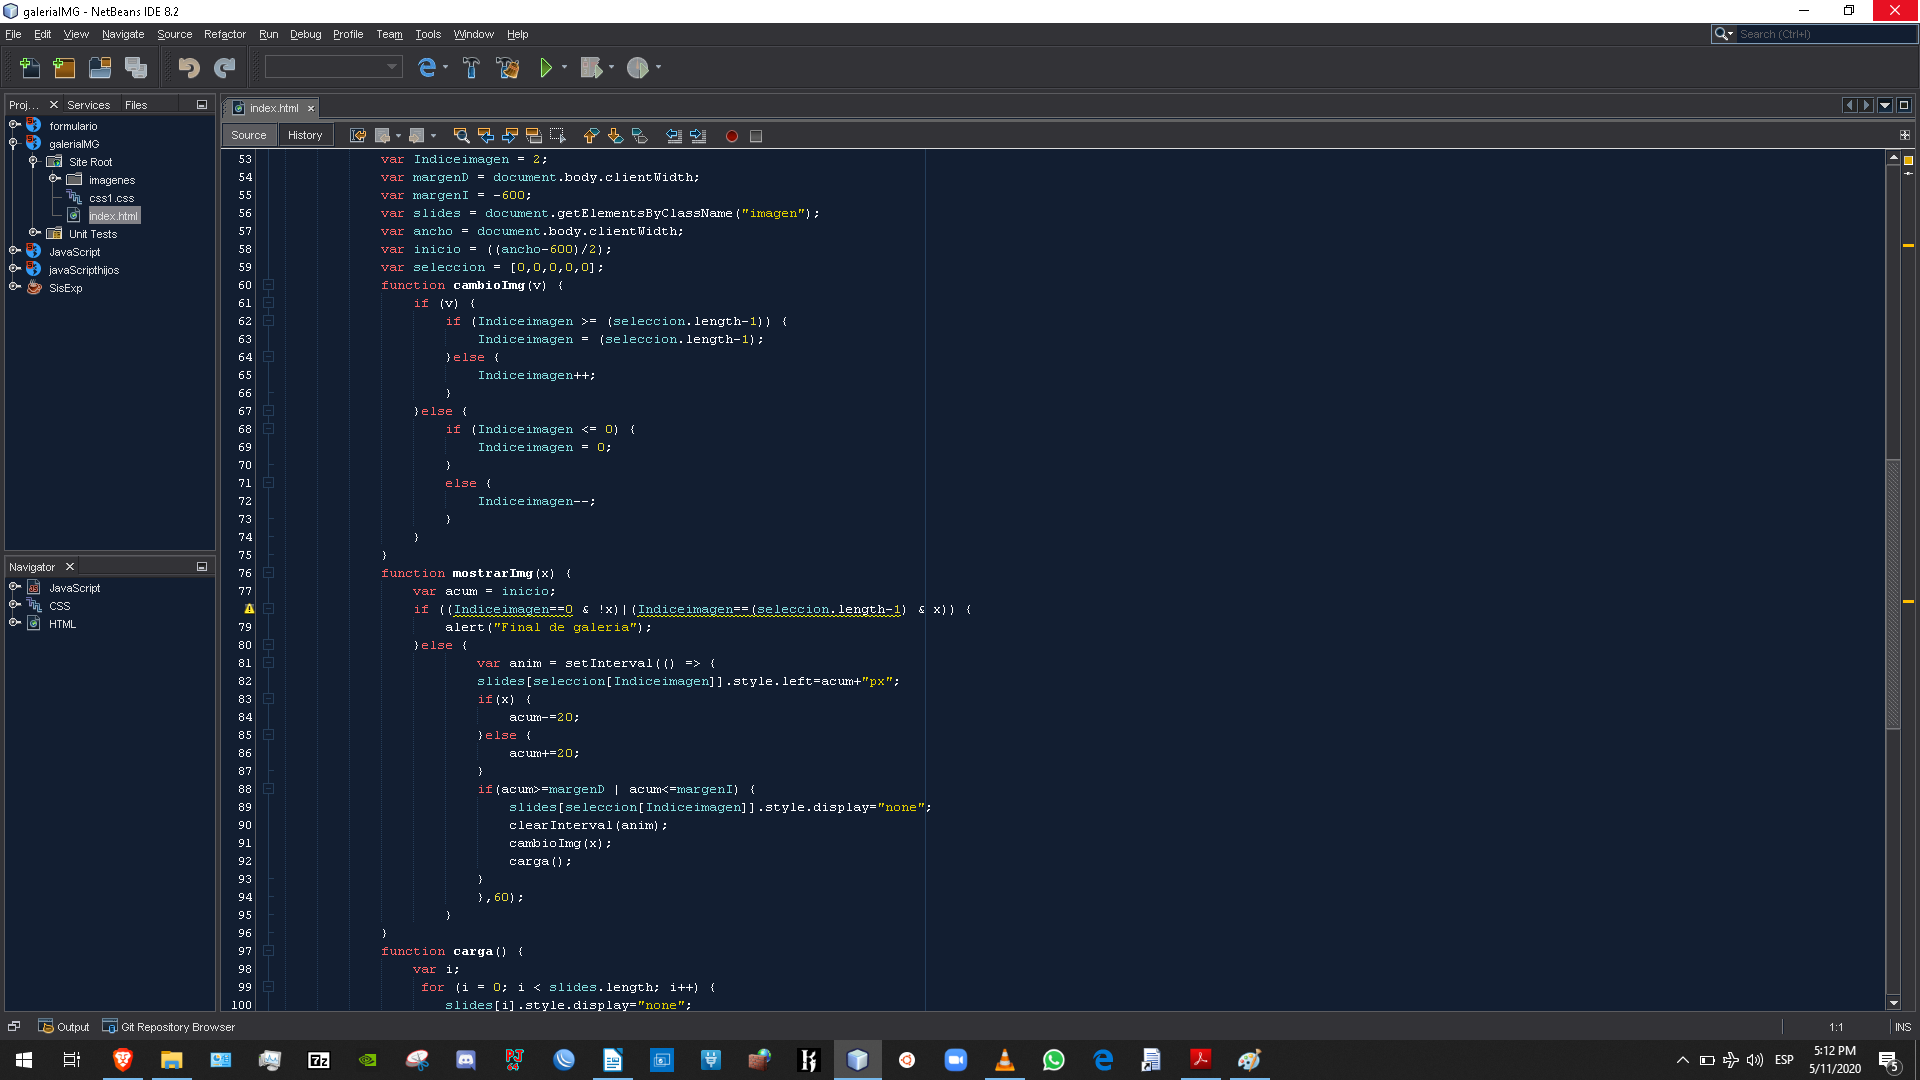 galeriaIMG - NetBeans IDE 8.2
File Edit View Navigate Source Refactor Run Debug Profile Team Tools Window Help
Search (Ctrl+I)
Proj... Services Files
formulario
galeriaIMG
Site Root
imagenes
css1.css
index.html
Unit Tests
JavaScript
javaScripthijos
SisExp
Navigator
JavaScript
CSS
HTML
index.html
Source History
53 var Indiceimagen = 2;
54 var margenD = document.body.clientWidth;
55 var margenI = -600;
56 var slides = document.getElementsByClassName("imagen");
57 var ancho = document.body.clientWidth;
58 var inicio = ((ancho-600)/2);
59 var seleccion = [0,0,0,0,0];
60 function cambioImg(v) {
61 if (v) {
62 if (Indiceimagen >= (seleccion.length-1)) {
63 Indiceimagen = (seleccion.length-1);
64 }else {
65 Indiceimagen++;
66 }
67 }else {
68 if (Indiceimagen <= 0) {
69 Indiceimagen = 0;
70 }
71 else {
72 Indiceimagen--;
73 }
74 }
75 }
76 function mostrarImg(x) {
77 var acum = inicio;
if ((Indiceimagen==0 & !x)|(Indiceimagen==(seleccion.length-1) & x)) {
79 alert("Final de galeria");
80 }else {
81 var anim = setInterval(() => {
82 slides[seleccion[Indiceimagen]].style.left=acum+"px";
83 if(x) {
84 acum-=20;
85 }else {
86 acum+=20;
87 }
88 if(acum>=margenD | acum<=margenI) {
89 slides[seleccion[Indiceimagen]].style.display="none";
90 clearInterval(anim);
91 cambioImg(x);
92 carga();
93 }
94 },60);
95 }
96 }
97 function carga() {
98 var i;
99 for (i = 0; i < slides.length; i++) {
100 slides[i].style.display="none";
Output Git Repository Browser
1:1 INS
7z
ESP
5:12 PM
5/11/2020
5